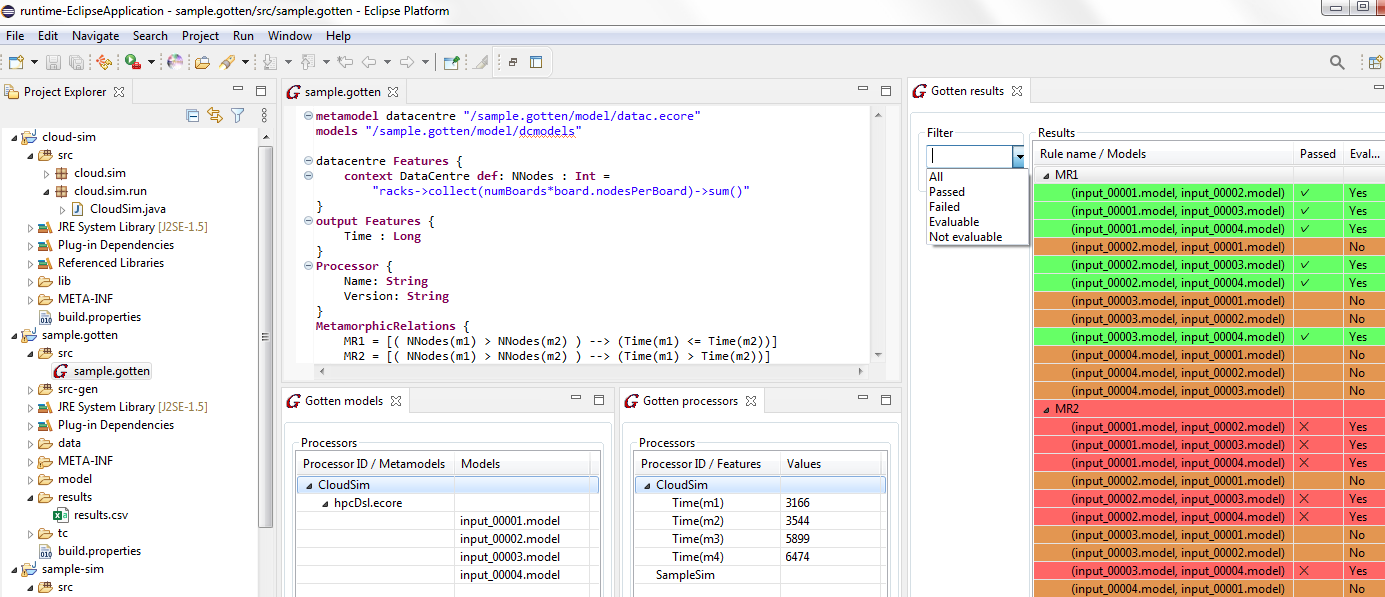 runtime-EclipseApplication - sample.gotten/src/sample.gotten - Eclipse Platform
File Edit Navigate Search Project Run Window Help
Project Explorer
cloud-sim
src
cloud.sim
cloud.sim.run
CloudSim.java
JRE System Library [J2SE-1.5]
Plug-in Dependencies
Referenced Libraries
lib
META-INF
build.properties
sample.gotten
src
sample.gotten
src-gen
JRE System Library [J2SE-1.5]
Plug-in Dependencies
data
META-INF
model
results
results.csv
tc
build.properties
sample-sim
src
sample.gotten
metamodel datacentre "/sample.gotten/model/datac.ecore"
models "/sample.gotten/model/dcmodels"
datacentre Features {
context DataCentre def: NNodes : Int =
"racks->collect(numBoards*board.nodesPerBoard)->sum()"
}
output Features {
Time : Long
}
Processor {
Name: String
Version: String
}
MetamorphicRelations {
MR1 = [( NNodes(m1) > NNodes(m2) ) --> (Time(m1) <= Time(m2))]
MR2 = [( NNodes(m1) > NNodes(m2) ) --> (Time(m1) > Time(m2))]
Gotten models
Processors
Processor ID / Metamodels Models
CloudSim
hpcDsl.ecore
input_00001.model
input_00002.model
input_00003.model
input_00004.model
Gotten processors
Processors
Processor ID / Features Values
CloudSim
Time(m1) 3166
Time(m2) 3544
Time(m3) 5899
Time(m4) 6474
SampleSim
Gotten results
Filter
All
Passed
Failed
Evaluable
Not evaluable
Results
Rule name / Models Passed Eval...
MR1
(input_00001.model, input_00002.model) ✓ Yes
(input_00001.model, input_00003.model) ✓ Yes
(input_00001.model, input_00004.model) ✓ Yes
(input_00002.model, input_00001.model) No
(input_00002.model, input_00003.model) ✓ Yes
(input_00002.model, input_00004.model) ✓ Yes
(input_00003.model, input_00001.model) No
(input_00003.model, input_00002.model) No
(input_00003.model, input_00004.model) ✓ Yes
(input_00004.model, input_00001.model) No
(input_00004.model, input_00002.model) No
(input_00004.model, input_00003.model) No
MR2
(input_00001.model, input_00002.model) ✕ Yes
(input_00001.model, input_00003.model) ✕ Yes
(input_00001.model, input_00004.model) ✕ Yes
(input_00002.model, input_00001.model) No
(input_00002.model, input_00003.model) ✕ Yes
(input_00002.model, input_00004.model) ✕ Yes
(input_00003.model, input_00001.model) No
(input_00003.model, input_00002.model) No
(input_00003.model, input_00004.model) ✕ Yes
(input_00004.model, input_00001.model) No